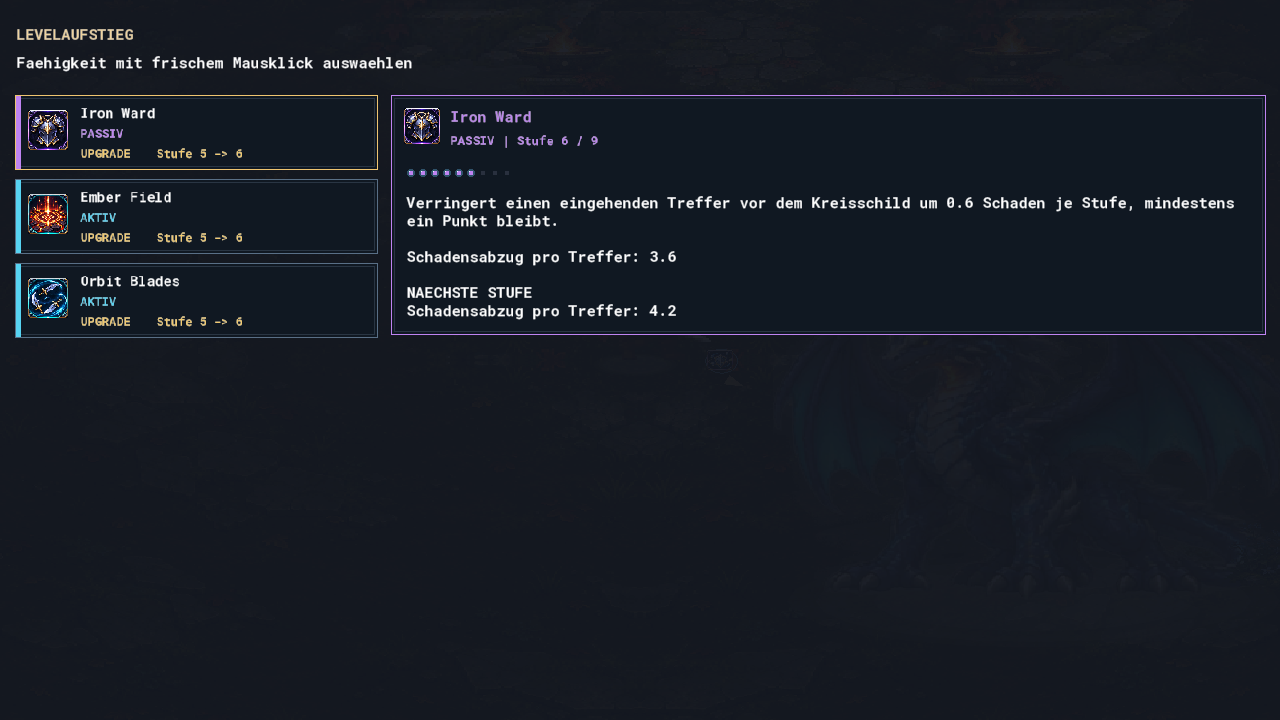 LEVELAUFSTIEG
Faehigkeit mit frischem Mausklick auswaehlen
Iron Ward
PASSIV
UPGRADE Stufe 5 -> 6
Ember Field
AKTIV
UPGRADE Stufe 5 -> 6
Orbit Blades
AKTIV
UPGRADE Stufe 5 -> 6
Iron Ward
PASSIV | Stufe 6 / 9
Verringert einen eingehenden Treffer vor dem Kreisschild um 0.6 Schaden je Stufe, mindestens
ein Punkt bleibt.
Schadensabzug pro Treffer: 3.6
NAECHSTE STUFE
Schadensabzug pro Treffer: 4.2